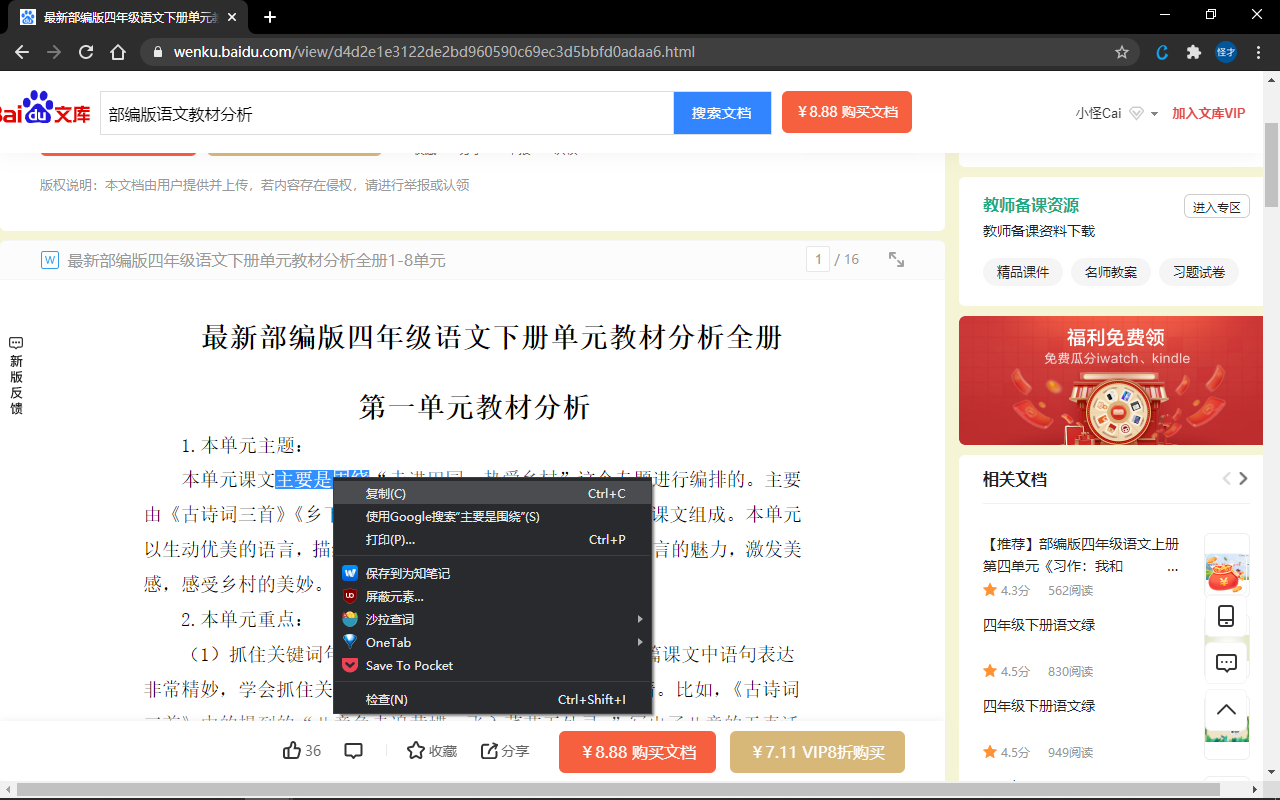 最新部编版四年级语文下册单元
wenku.baidu.com/view/d4d2e1e3122de2bd960590c69ec3d5bbfd0adaa6.html
怪才
Bai du 文库
部编版语文教材分析
搜索文档
￥8.88 购买文档
小怪Cai
加入文库VIP
版权说明：本文档由用户提供并上传，若内容存在侵权，请进行举报或认领
教师备课资源
进入专区
教师备课资料下载
精品课件
名师教案
习题试卷
W 最新部编版四年级语文下册单元教材分析全册1-8单元
1 / 16
福利免费领
免费瓜分iwatch、kindle
新版反馈
最新部编版四年级语文下册单元教材分析全册
第一单元教材分析
1.本单元主题：
本单元课文主要是围绕“走进田园，热爱乡村”这个专题进行编排的。主要
由《古诗词三首》《乡下
课文组成。本单元
以生动优美的语言，描
言的魅力，激发美
感，感受乡村的美妙。
2.本单元重点：
（1）抓住关键词句
篇课文中语句表达
非常精妙，学会抓住关
。比如，《古诗词
复制(C) Ctrl+C
使用Google搜索“主要是围绕”(S)
打印(P)... Ctrl+P
保存到为知笔记
屏蔽元素...
沙拉查词
OneTab
Save To Pocket
检查(N) Ctrl+Shift+I
相关文档
【推荐】部编版四年级语文上册
第四单元《习作：我和 ...
4.3分 562阅读
四年级下册语文绿
4.5分 830阅读
四年级下册语文绿
4.5分 949阅读
36
收藏
分享
￥8.88 购买文档
￥7.11 VIP8折购买